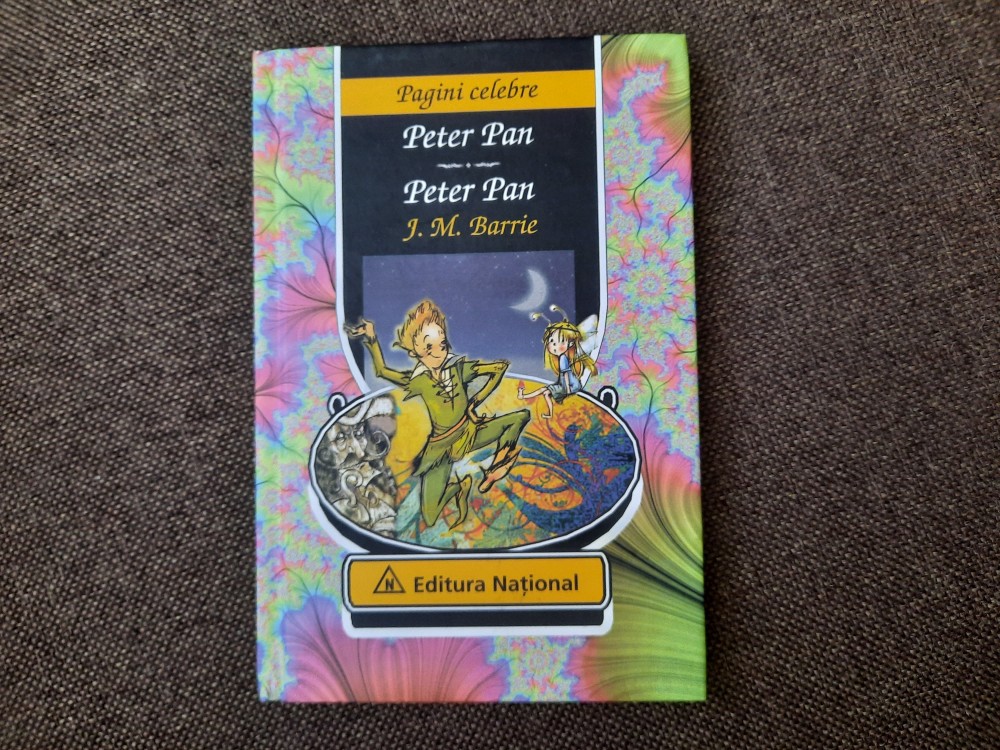 Pagini celebre
Peter Pan
Peter Pan
J. M. Barrie
N Editura Național